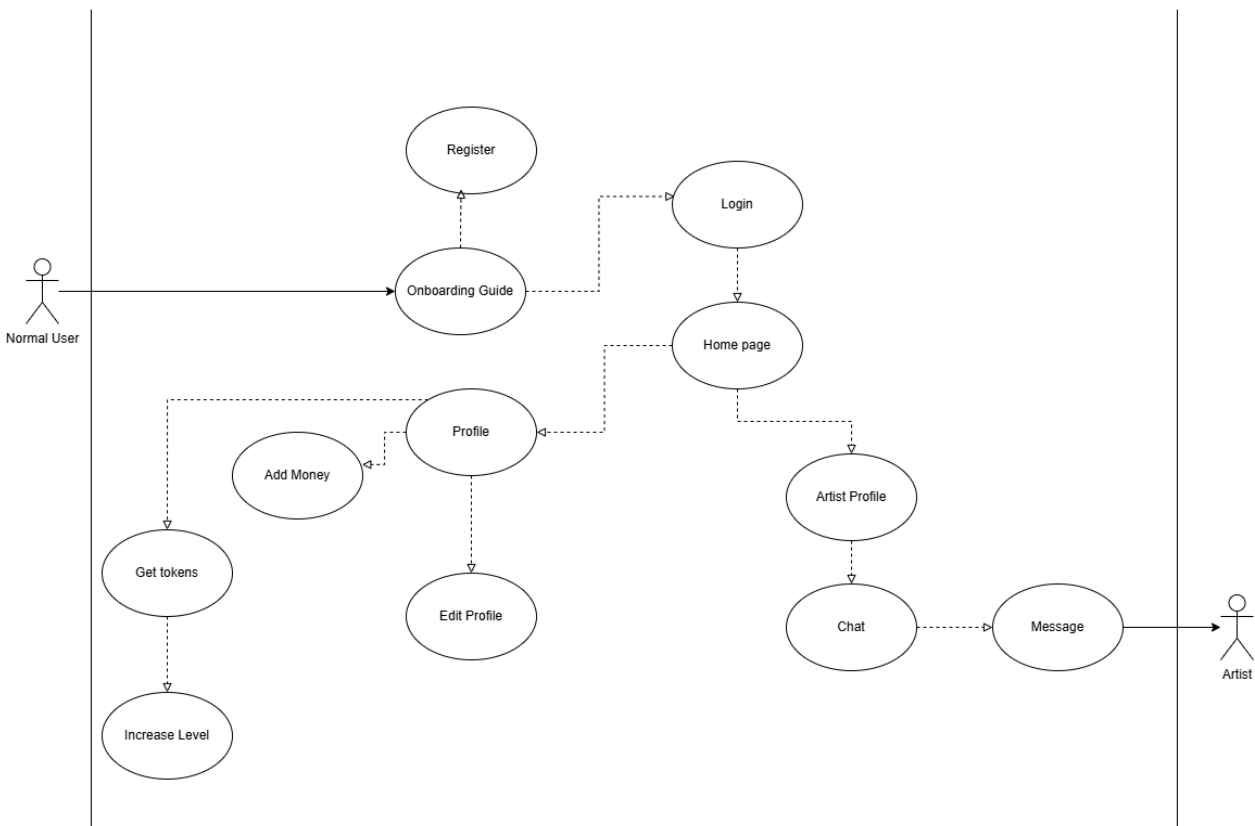 Register
Login
Onboarding Guide
Normal User
Home page
Profile
Add Money
Artist Profile
Get tokens
Edit Profile
Chat
Message
Artist
Increase Level